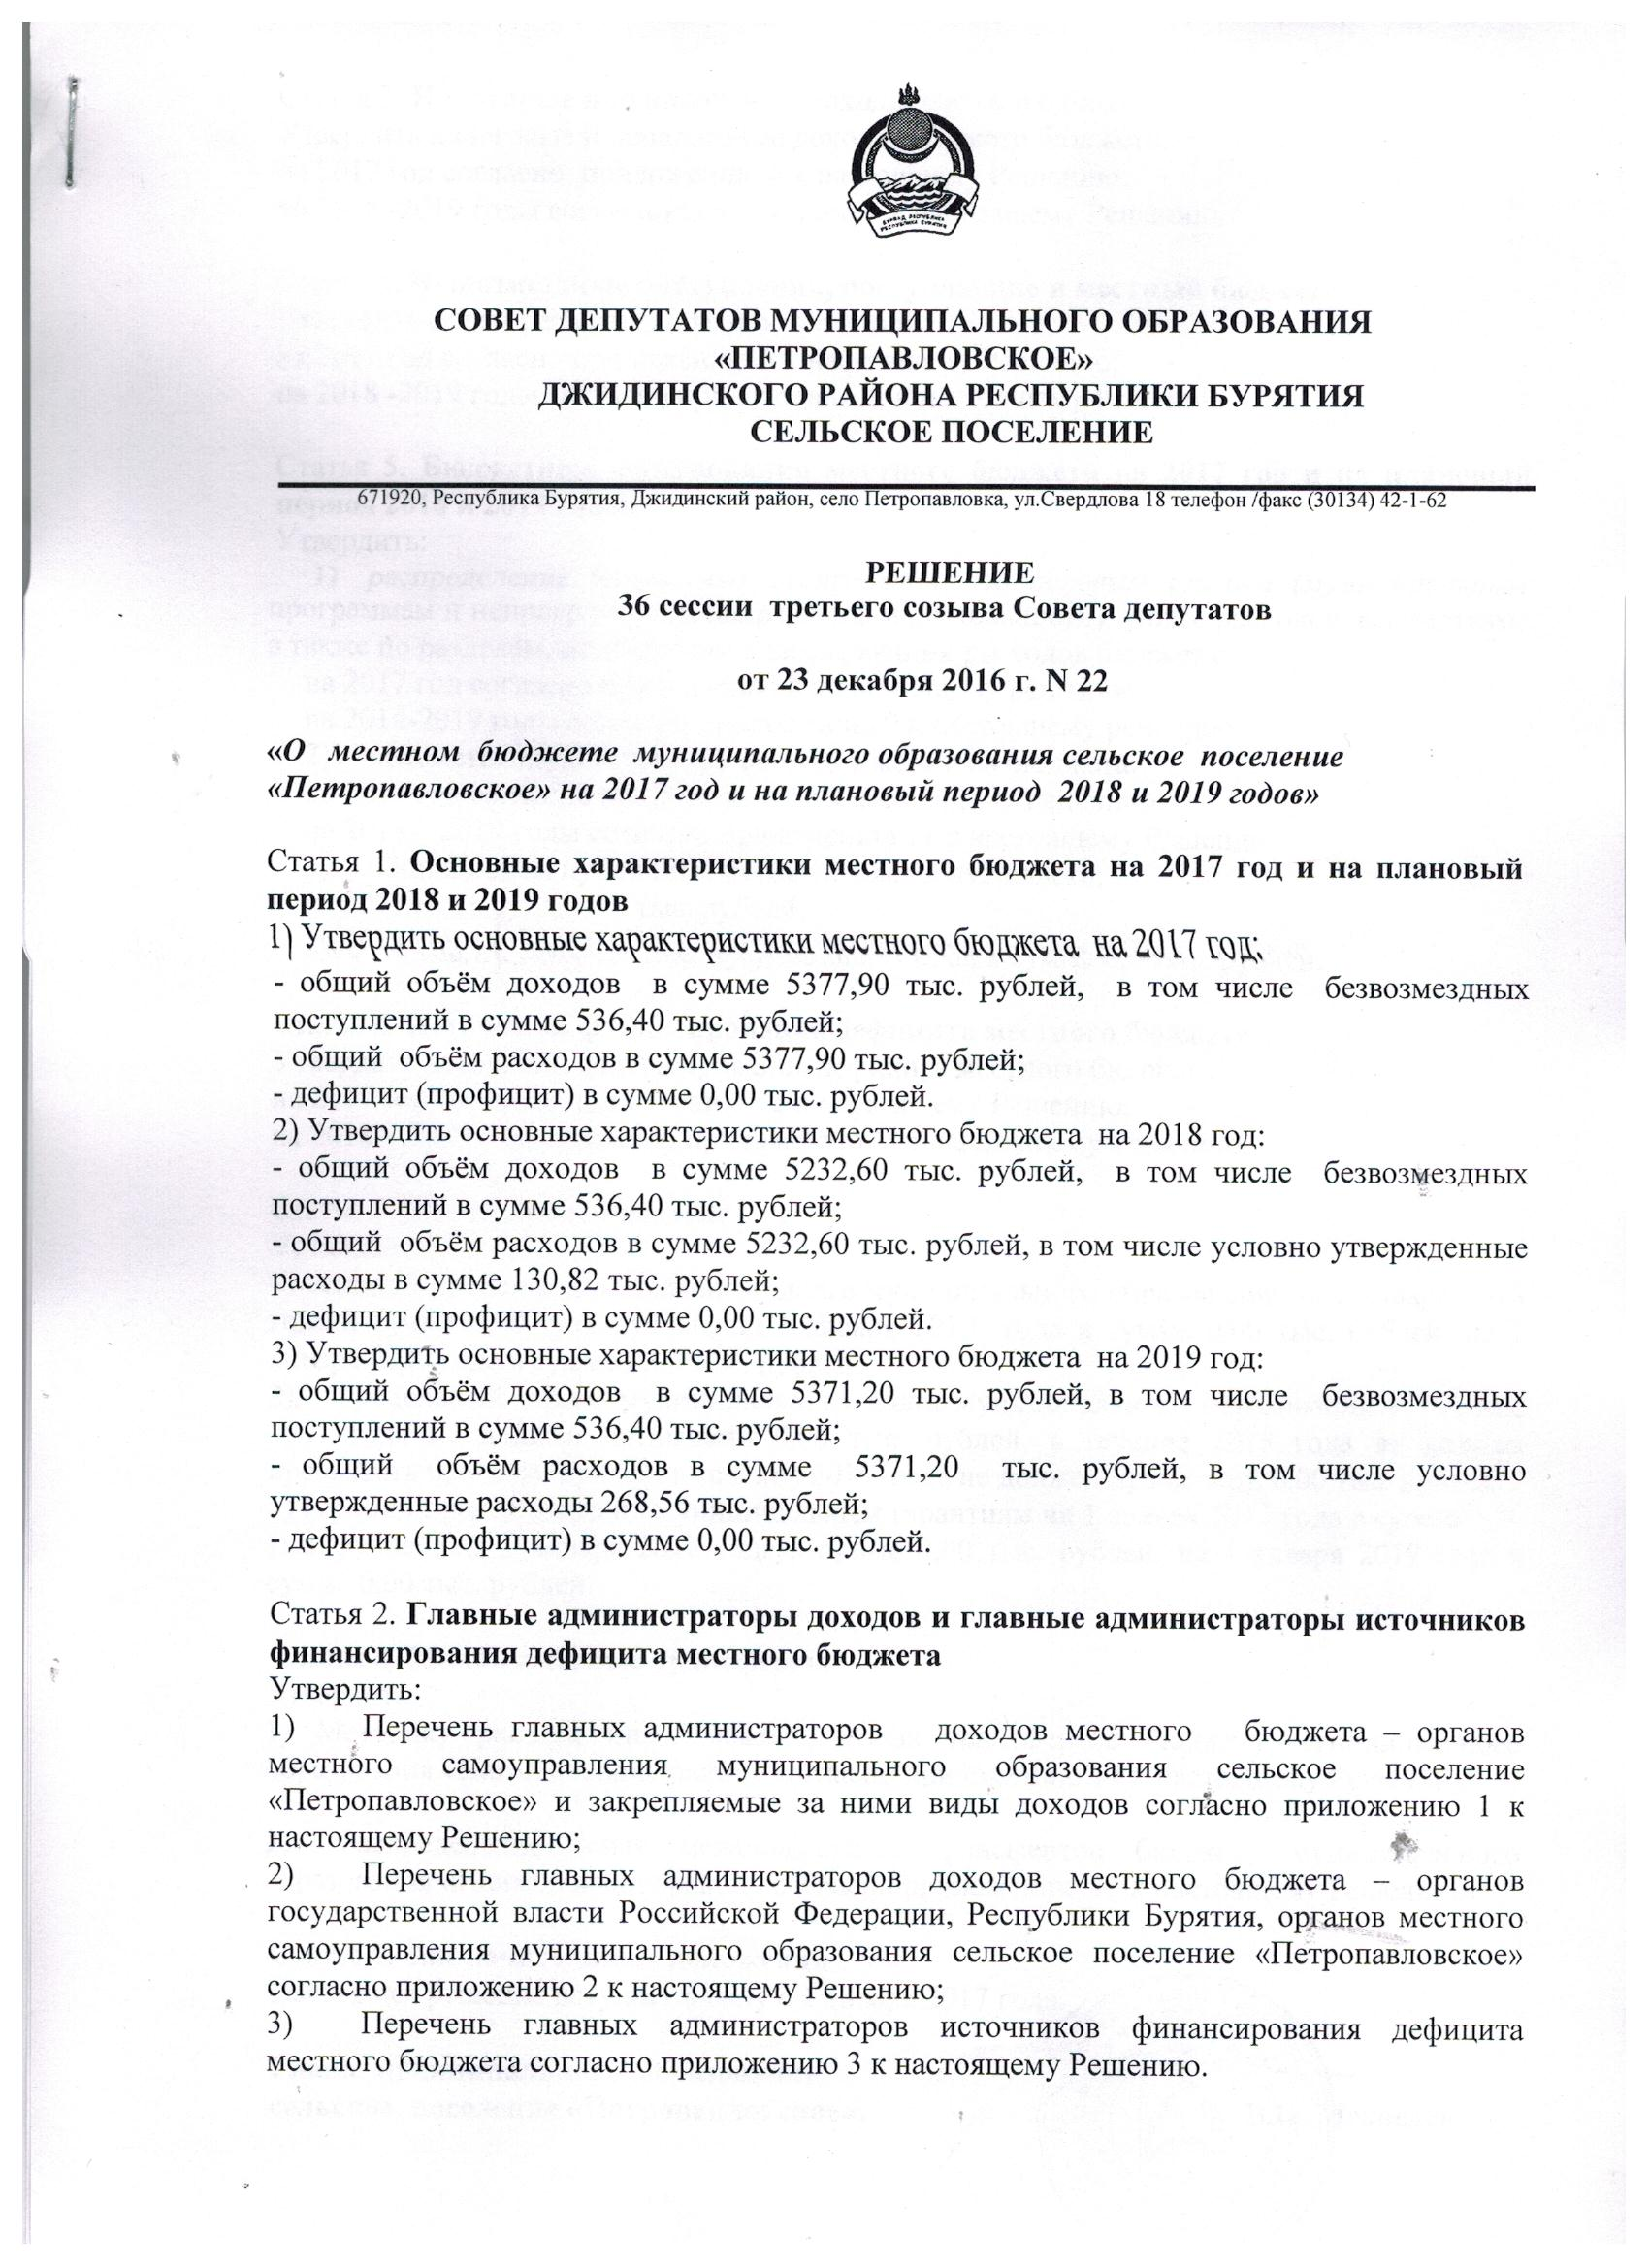 БУРЯАД РЕСПУБЛИКА
РЕСПУБЛИКА БУРЯТИЯ
СОВЕТ ДЕПУТАТОВ МУНИЦИПАЛЬНОГО ОБРАЗОВАНИЯ
«ПЕТРОПАВЛОВСКОЕ»
ДЖИДИНСКОГО РАЙОНА РЕСПУБЛИКИ БУРЯТИЯ
СЕЛЬСКОЕ ПОСЕЛЕНИЕ
671920, Республика Бурятия, Джидинский район, село Петропавловка, ул.Свердлова 18 телефон /факс (30134) 42-1-62
РЕШЕНИЕ
36 сессии третьего созыва Совета депутатов
от 23 декабря 2016 г. N 22
«О местном бюджете муниципального образования сельское поселение
«Петропавловское» на 2017 год и на плановый период 2018 и 2019 годов»
Статья 1. Основные характеристики местного бюджета на 2017 год и на плановый
период 2018 и 2019 годов
1) Утвердить основные характеристики местного бюджета на 2017 год:
- общий объём доходов в сумме 5377,90 тыс. рублей, в том числе безвозмездных
поступлений в сумме 536,40 тыс. рублей;
- общий объём расходов в сумме 5377,90 тыс. рублей;
- дефицит (профицит) в сумме 0,00 тыс. рублей.
2) Утвердить основные характеристики местного бюджета на 2018 год:
- общий объём доходов в сумме 5232,60 тыс. рублей, в том числе безвозмездных
поступлений в сумме 536,40 тыс. рублей;
- общий объём расходов в сумме 5232,60 тыс. рублей, в том числе условно утвержденные
расходы в сумме 130,82 тыс. рублей;
- дефицит (профицит) в сумме 0,00 тыс. рублей.
3) Утвердить основные характеристики местного бюджета на 2019 год:
- общий объём доходов в сумме 5371,20 тыс. рублей, в том числе безвозмездных
поступлений в сумме 536,40 тыс. рублей;
- общий объём расходов в сумме 5371,20 тыс. рублей, в том числе условно
утвержденные расходы 268,56 тыс. рублей;
- дефицит (профицит) в сумме 0,00 тыс. рублей.
Статья 2. Главные администраторы доходов и главные администраторы источников
финансирования дефицита местного бюджета
Утвердить:
1) Перечень главных администраторов доходов местного бюджета – органов
местного самоуправления муниципального образования сельское поселение
«Петропавловское» и закрепляемые за ними виды доходов согласно приложению 1 к
настоящему Решению;
2) Перечень главных администраторов доходов местного бюджета – органов
государственной власти Российской Федерации, Республики Бурятия, органов местного
самоуправления муниципального образования сельское поселение «Петропавловское»
согласно приложению 2 к настоящему Решению;
3) Перечень главных администраторов источников финансирования дефицита
местного бюджета согласно приложению 3 к настоящему Решению.